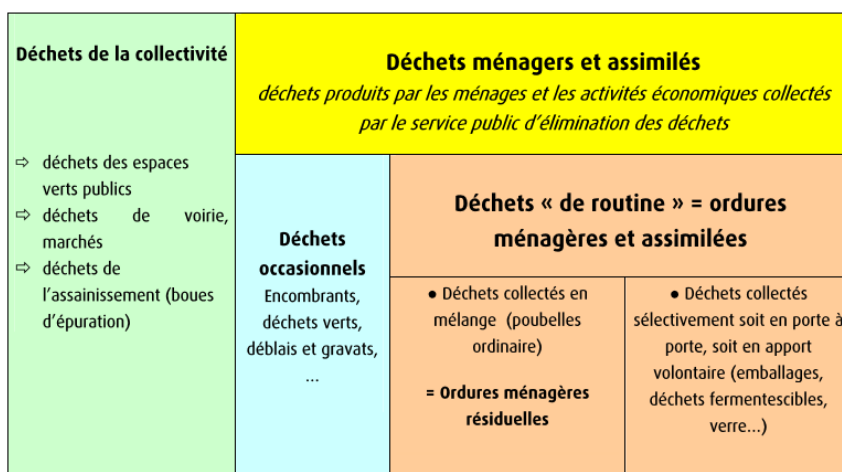 Déchets de la collectivité
⇨ déchets des espaces
verts publics
⇨ déchets de voirie,
marchés
⇨ déchets de
l'assainissement (boues
d'épuration)
Déchets ménagers et assimilés
déchets produits par les ménages et les activités économiques collectés
par le service public d'élimination des déchets
Déchets
occasionnels
Encombrants,
déchets verts,
déblais et gravats,
...
Déchets « de routine » = ordures
ménagères et assimilées
● Déchets collectés en
mélange (poubelles
ordinaire)
= Ordures ménagères
résiduelles
● Déchets collectés
sélectivement soit en porte à
porte, soit en apport
volontaire (emballages,
déchets fermentescibles,
verre...)